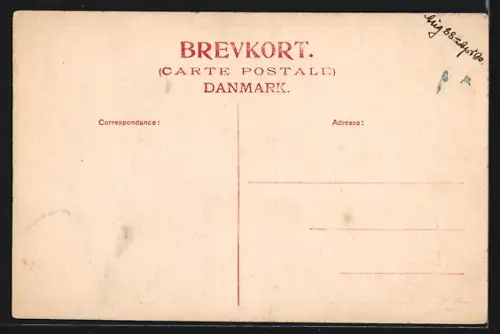 BREVKORT.
(CARTE POSTALE)
DANMARK.
Correspondance:
Adresse: